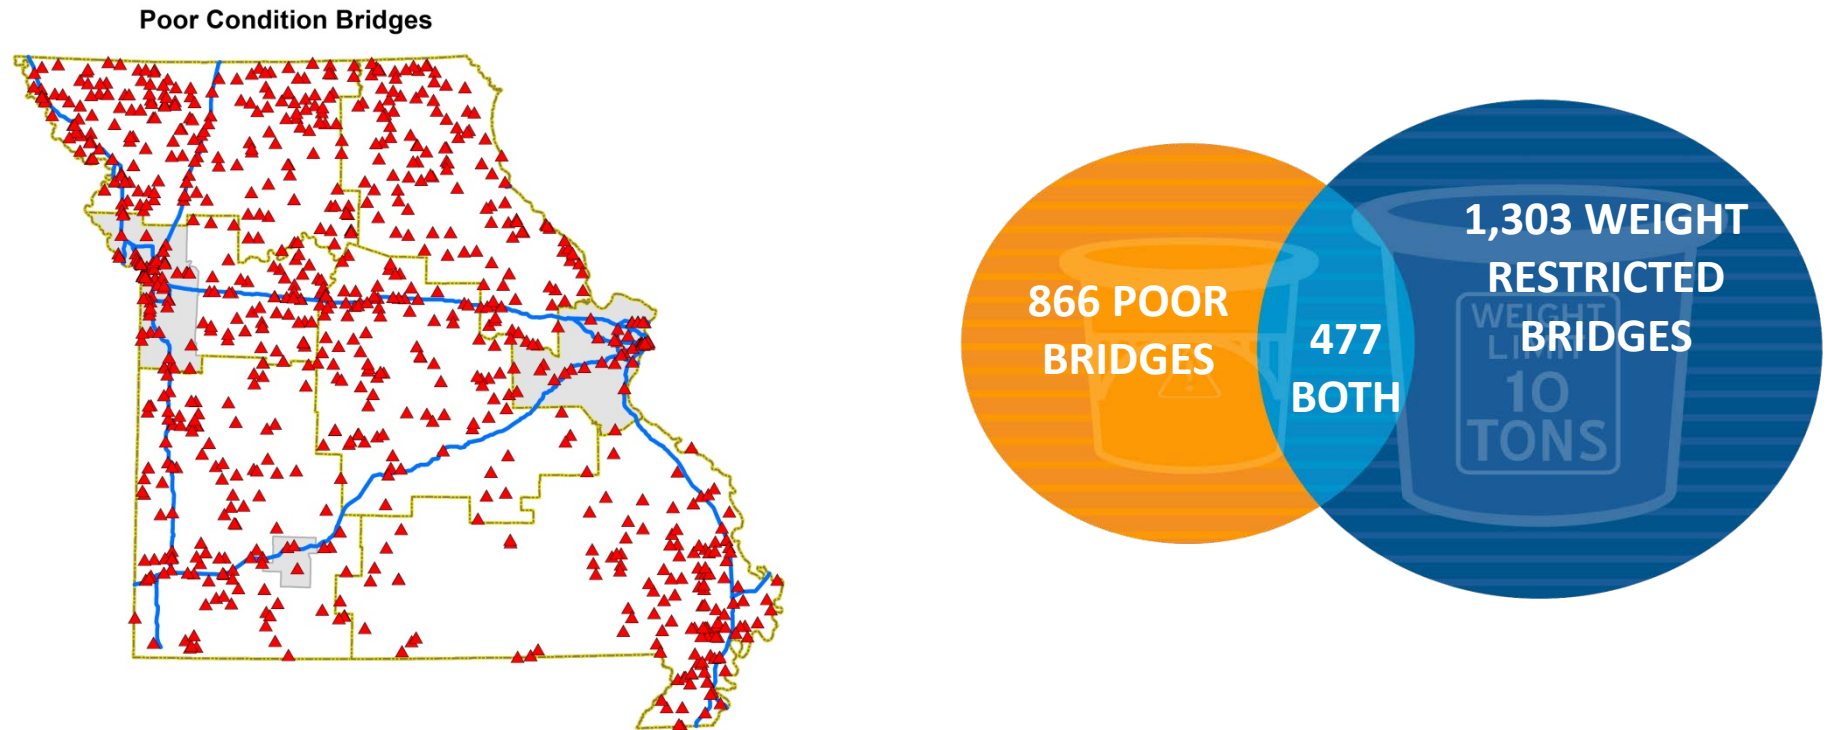 Poor Condition Bridges
866 POOR
BRIDGES
477
BOTH
1,303 WEIGHT
RESTRICTED
BRIDGES
WEIGHT
LIMIT
10
TONS